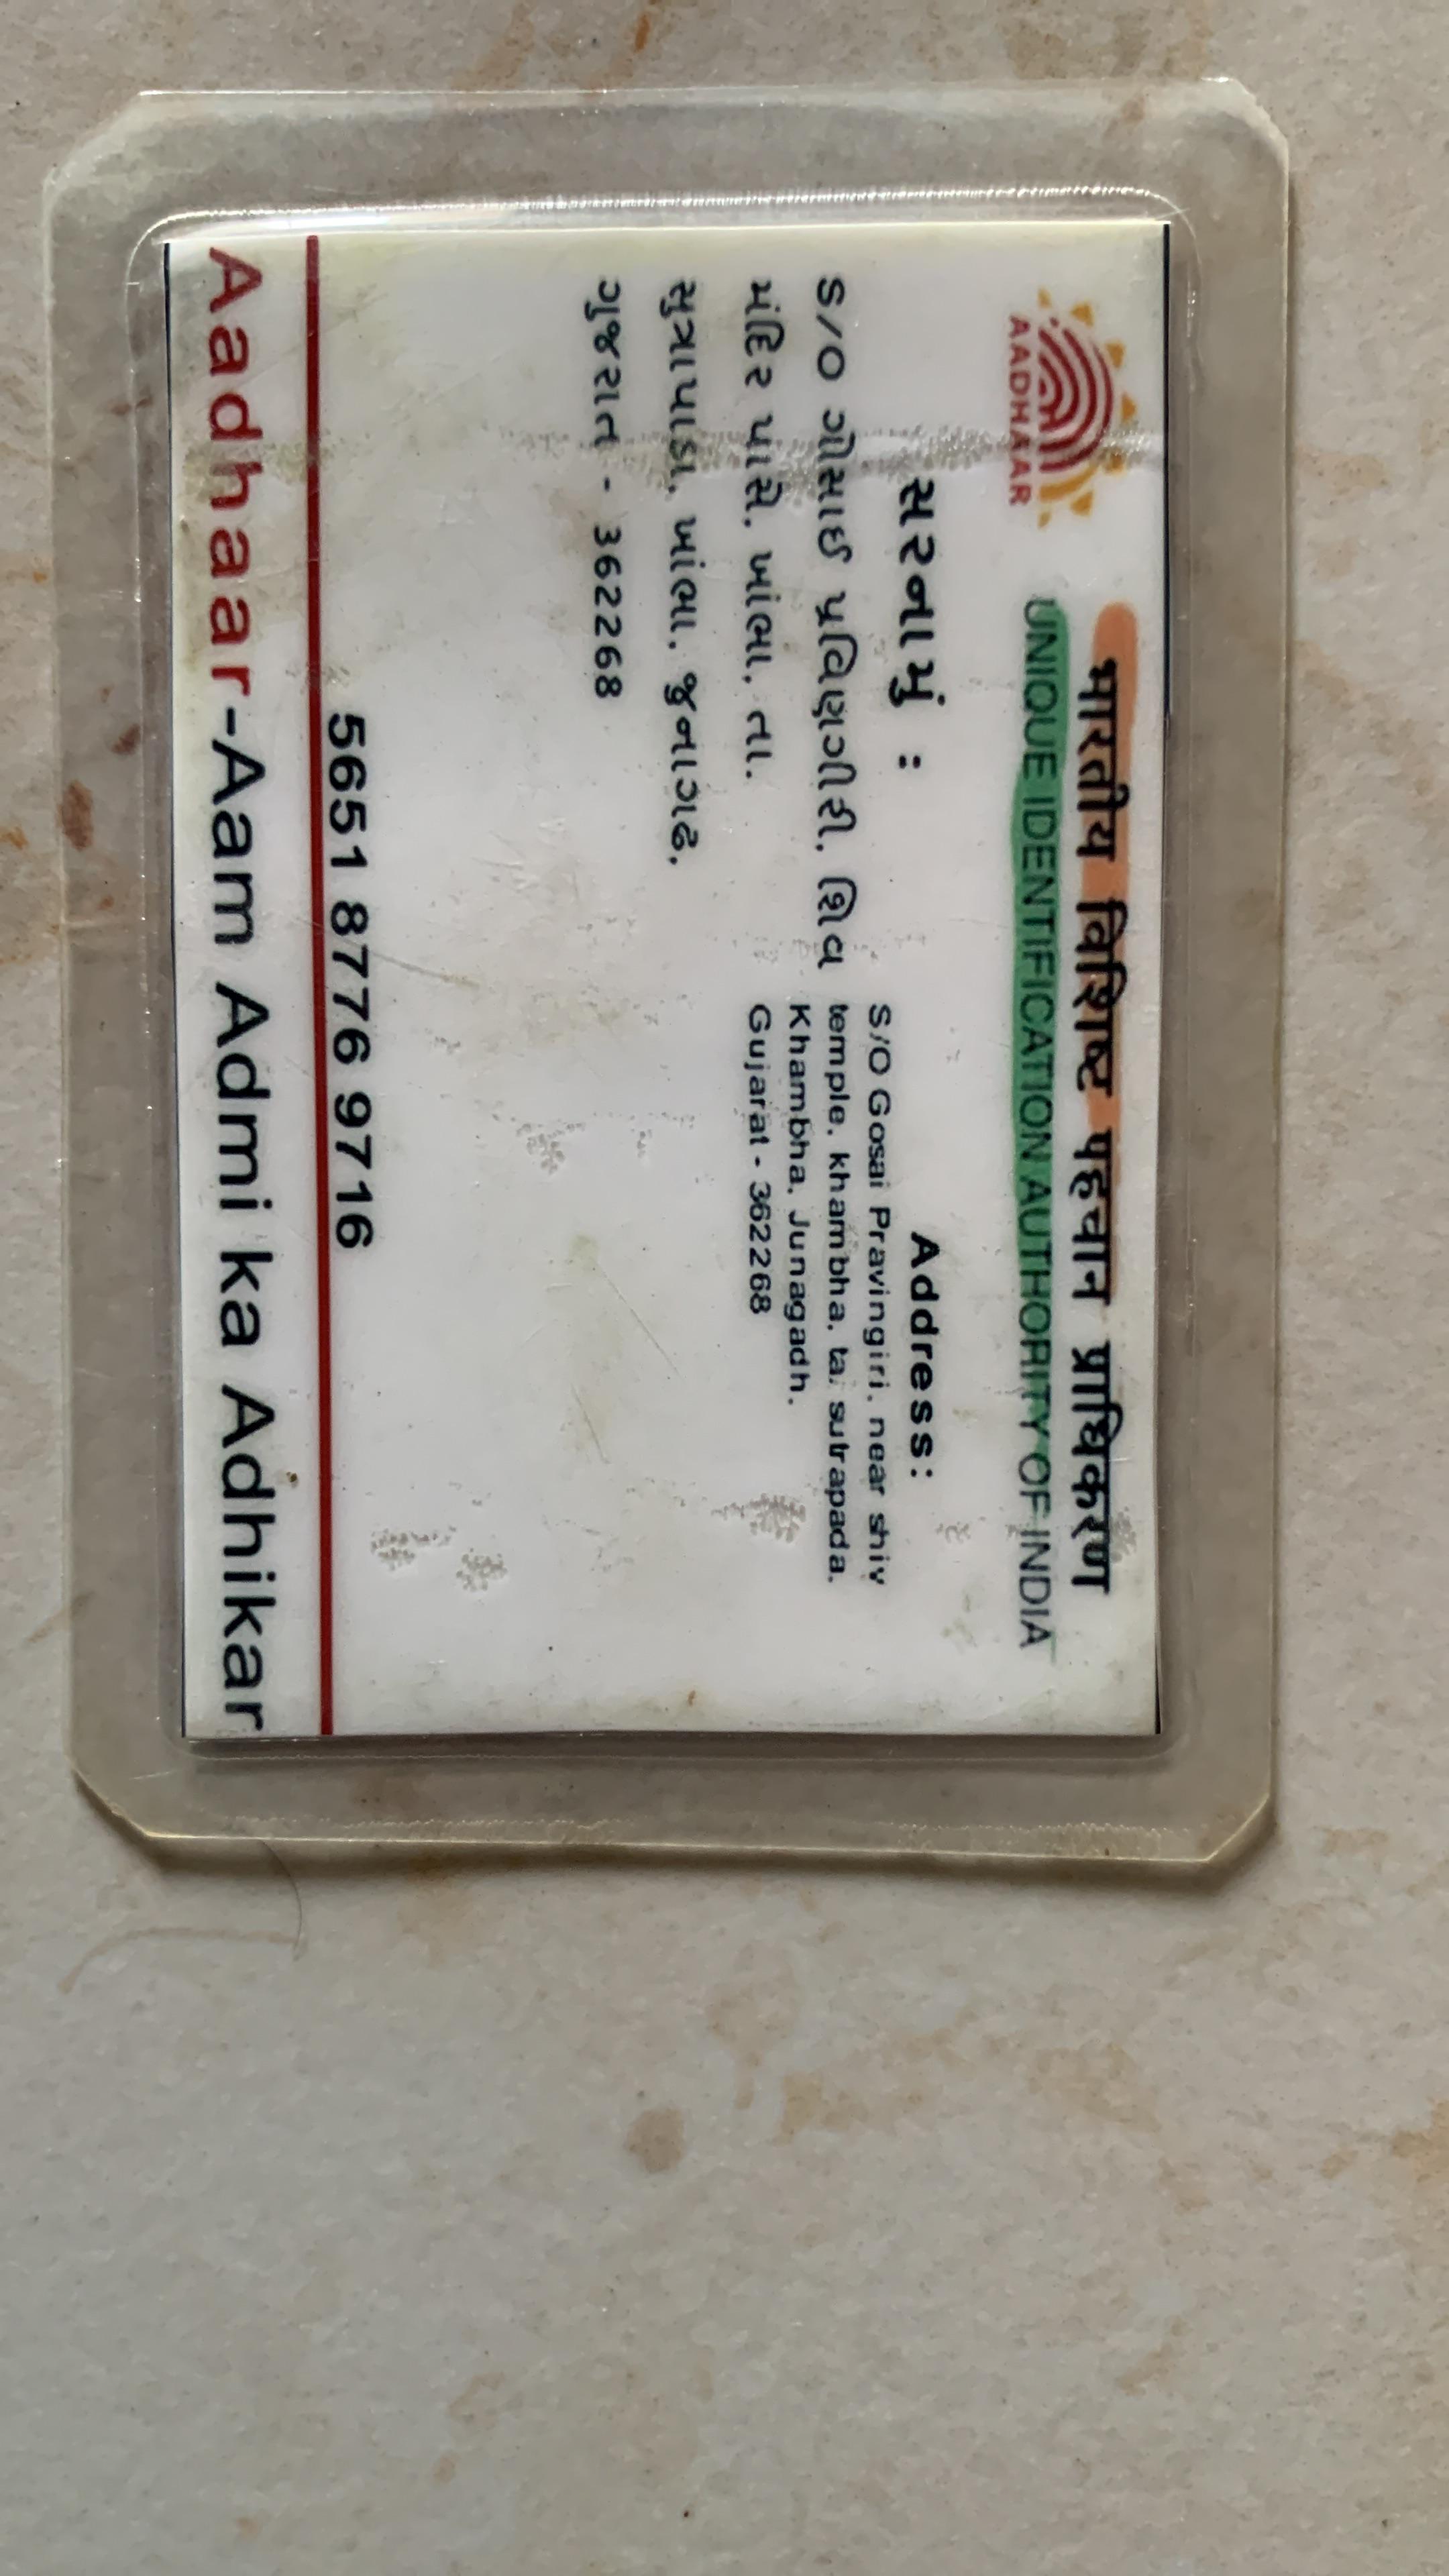 भारतीय विशिष्ट पहचान प्राधिकरण
UNIQUE IDENTIFICATION AUTHORITY OF INDIA
AADHAAR
સરનામું :
S/O ગોસાઈ પ્રવિણગીરી, શિવ
મંદિર પાસે, ખાંભા, તા.
સુત્રાપાડા, ખાંભા, જુનાગઢ,
ગુજરાત - 362268
Address:
S/O Gosai Pravingiri, near shiv
temple, khambha, ta. sutrapada,
Khambha, Junagadh,
Gujarat - 362268
5651 8776 9716
Aadhaar-Aam Admi ka Adhikar